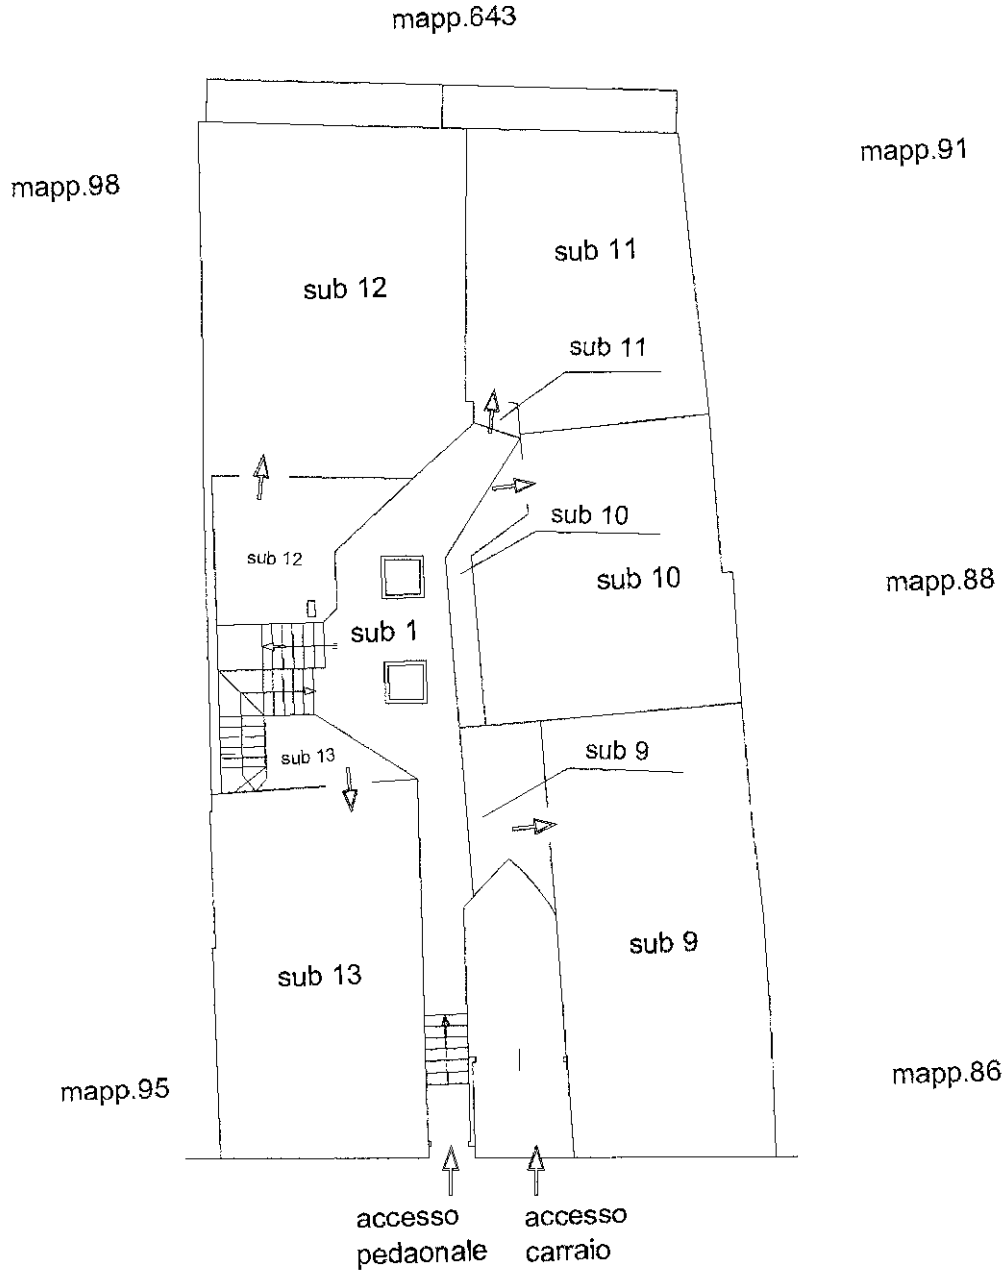 mapp.643
mapp.91
mapp.98
sub 11
sub 12
sub 11
sub 10
sub 12
sub 10
mapp.88
sub 1
sub 9
sub 13
sub 9
sub 13
mapp.86
mapp.95
accesso
pedaonale
accesso
carraio